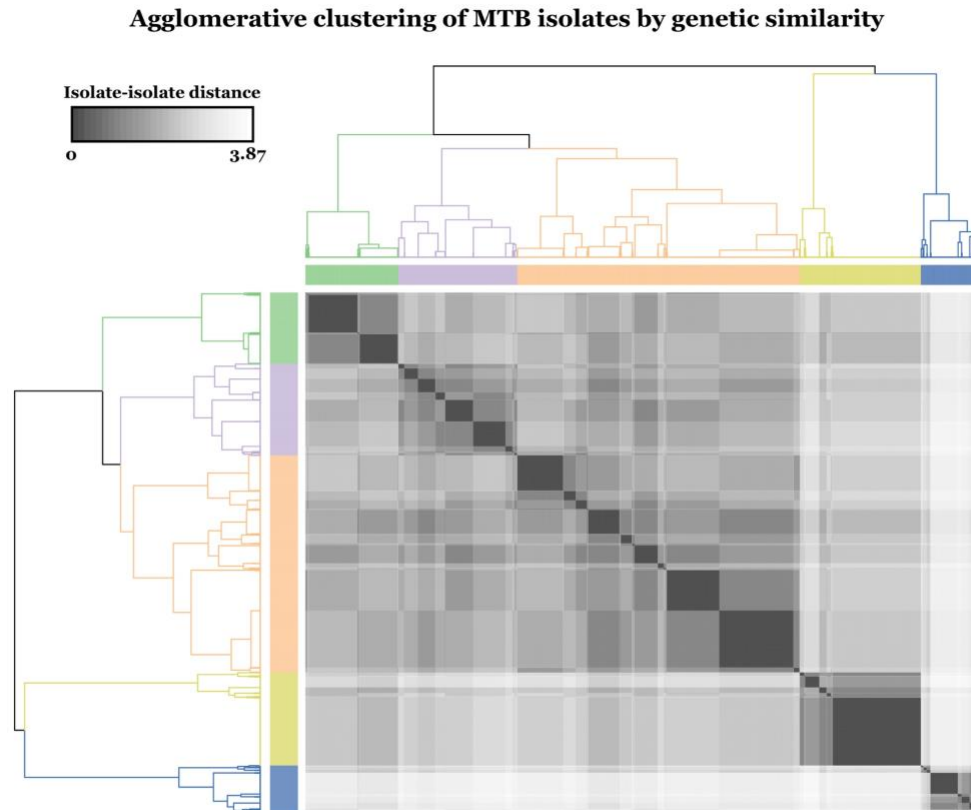 Agglomerative clustering of MTB isolates by genetic similarity
Isolate-isolate distance
0 3.87